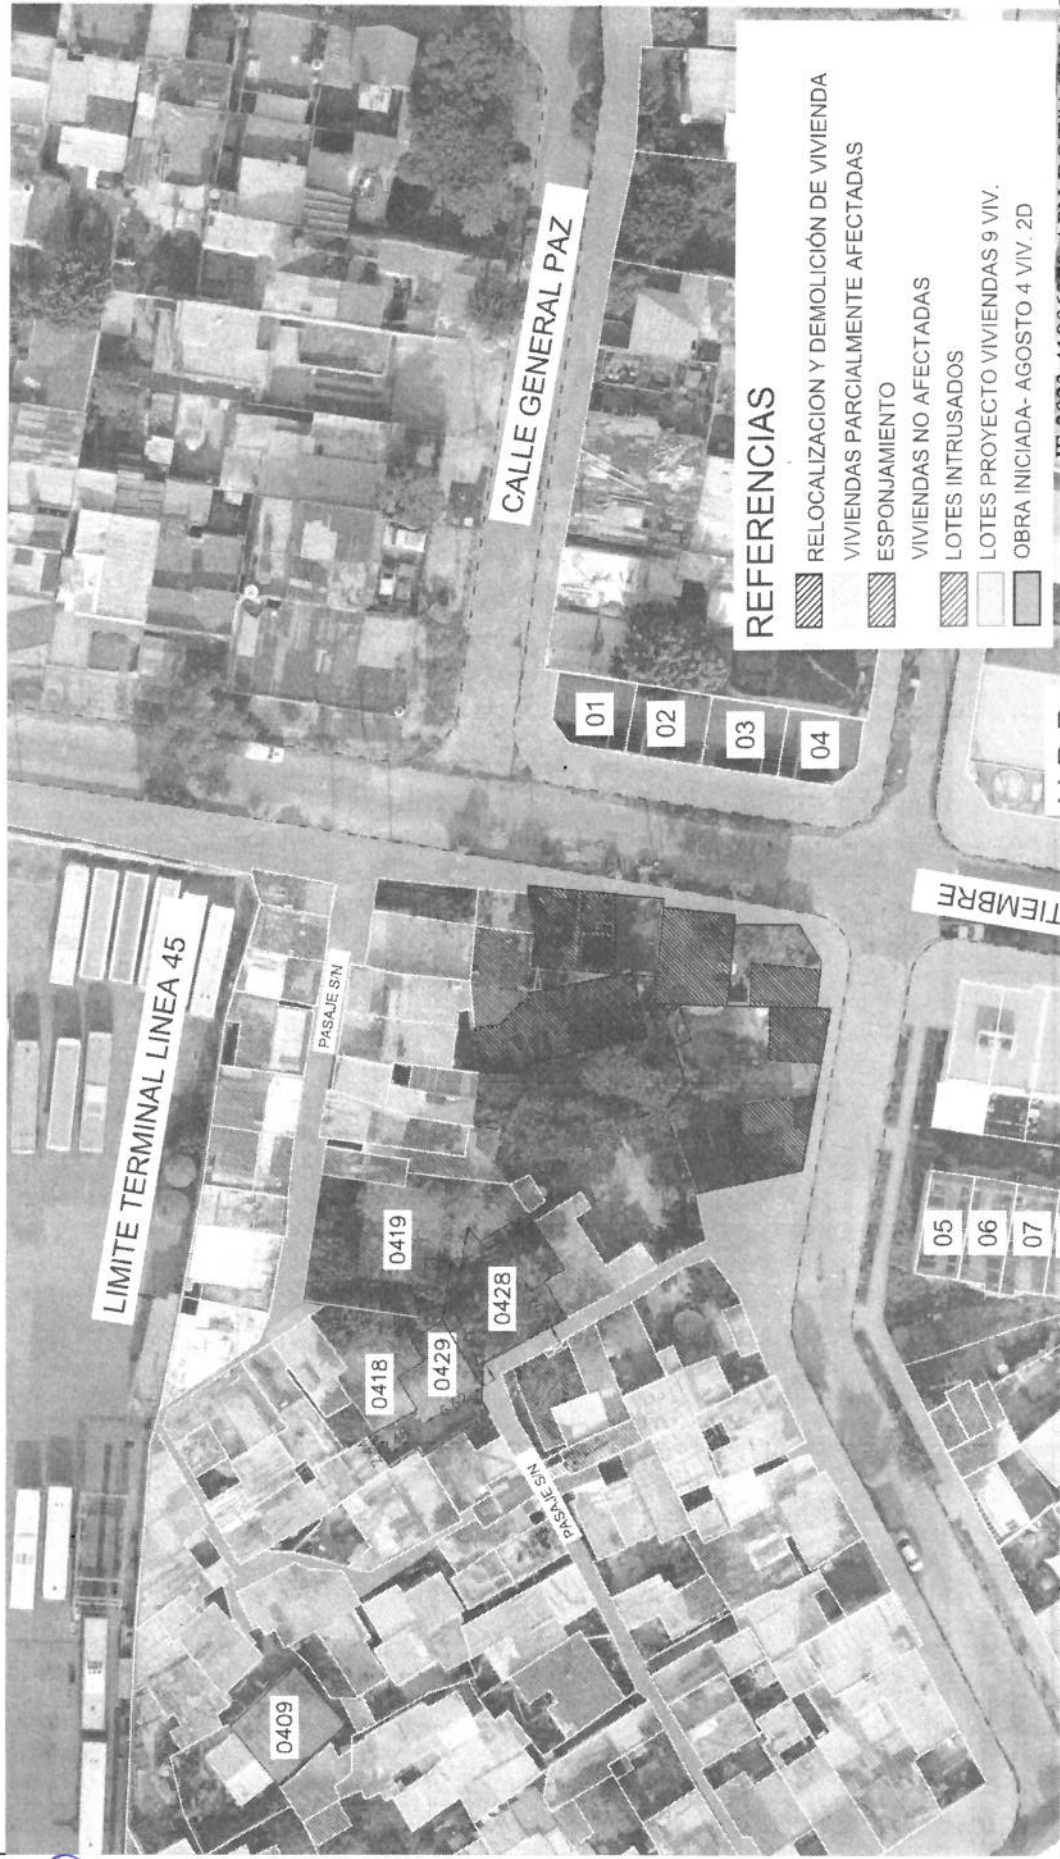 LIMITE TERMINAL LINEA 45
CALLE GENERAL PAZ
PASAJE S/N
PASAJE S/N
TIEMBRE
0409
0418
0429
0419
0428
01
02
03
04
05
06
07
REFERENCIAS
RELOCALIZACION Y DEMOLICIÓN DE VIVIENDA
VIVIENDAS PARCIALMENTE AFECTADAS
ESPONJAMIENTO
VIVIENDAS NO AFECTADAS
LOTES INTRUSADOS
LOTES PROYECTO VIVIENDAS 9 VIV.
OBRA INICIADA- AGOSTO 4 VIV. 2D